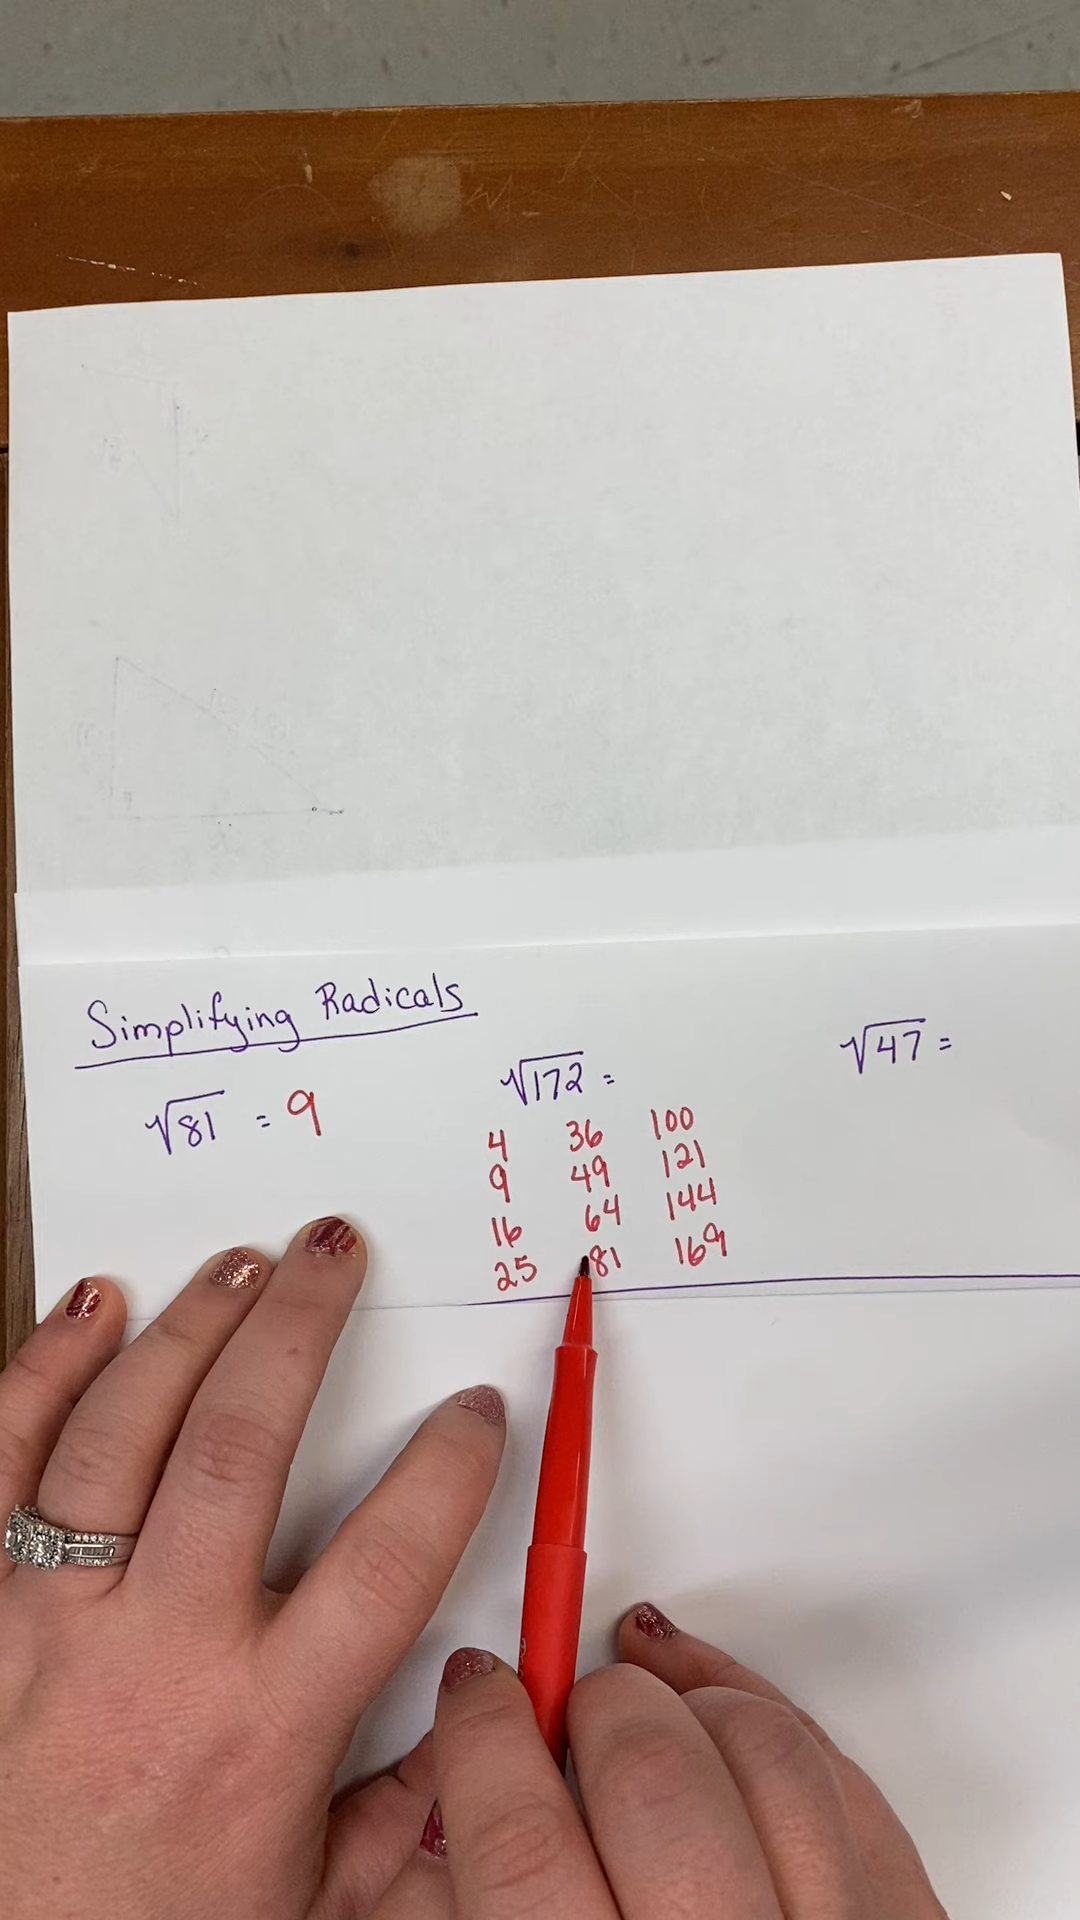 Simplifying Radicals
√81 = 9
√172 =
√47 =
4 36 100
9 49 121
16 64 144
25 81 169